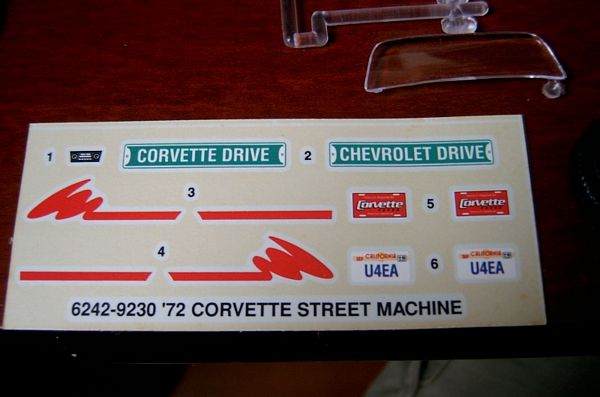 1
CORVETTE DRIVE
2
CHEVROLET DRIVE
3
Corvette
5
Corvette
4
CALIFORNIA
U4EA
6
CALIFORNIA
U4EA
6242-9230 '72 CORVETTE STREET MACHINE